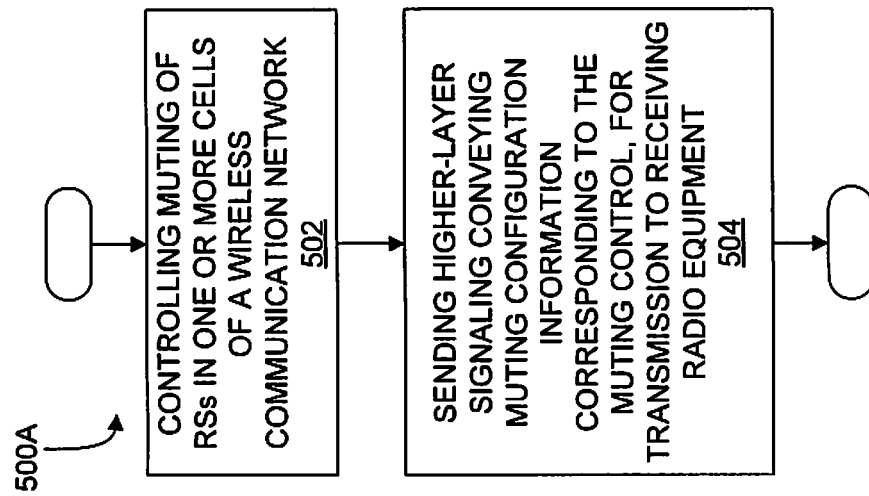 500A
CONTROLLING MUTING OF
RSs IN ONE OR MORE CELLS
OF A WIRELESS
COMMUNICATION NETWORK
502
SENDING HIGHER-LAYER
SIGNALING CONVEYING
MUTING CONFIGURATION
INFORMATION
CORRESPONDING TO THE
MUTING CONTROL, FOR
TRANSMISSION TO RECEIVING
RADIO EQUIPMENT
504